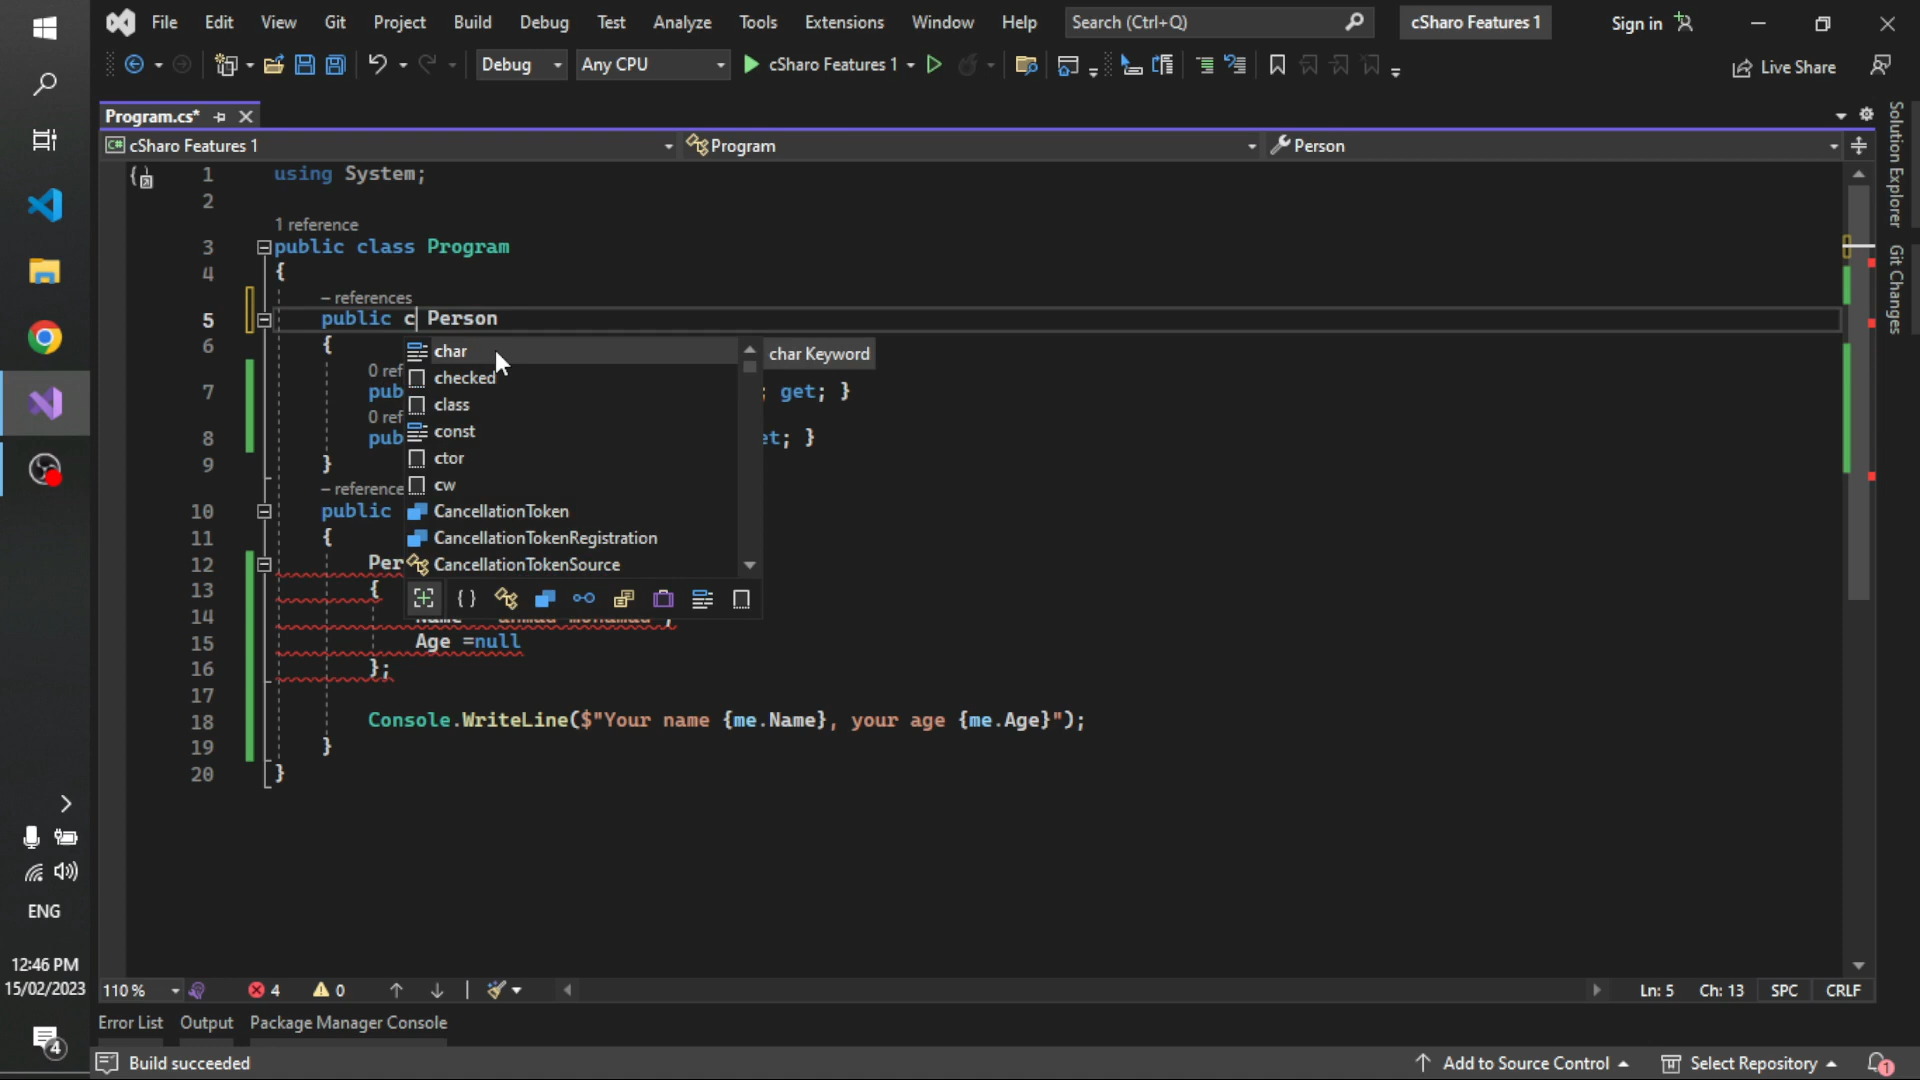 File Edit View Git Project Build Debug Test Analyze Tools Extensions Window Help Search (Ctrl+Q) cSharo Features 1 Sign in
Debug Any CPU cSharo Features 1 Live Share
Program.cs*
C# cSharo Features 1 Program Person
Solution Explorer
Git Changes
1 using System;
2
1 reference
3 public class Program
4 {
– references
5 public c Person
6 {
char char Keyword
0 ref
checked
7 pub ; get; }
class
0 ref
const
8 pub et; }
ctor
9 }
cw
– reference
10 public
CancellationToken
11 {
CancellationTokenRegistration
12 Per
CancellationTokenSource
13 {
14
15 Age =null
16 };
17
18 Console.WriteLine($"Your name {me.Name}, your age {me.Age}");
19 }
20 }
ENG
12:46 PM
15/02/2023
4
110 % 4 0 Ln: 5 Ch: 13 SPC CRLF
Error List Output Package Manager Console
Build succeeded Add to Source Control Select Repository 1